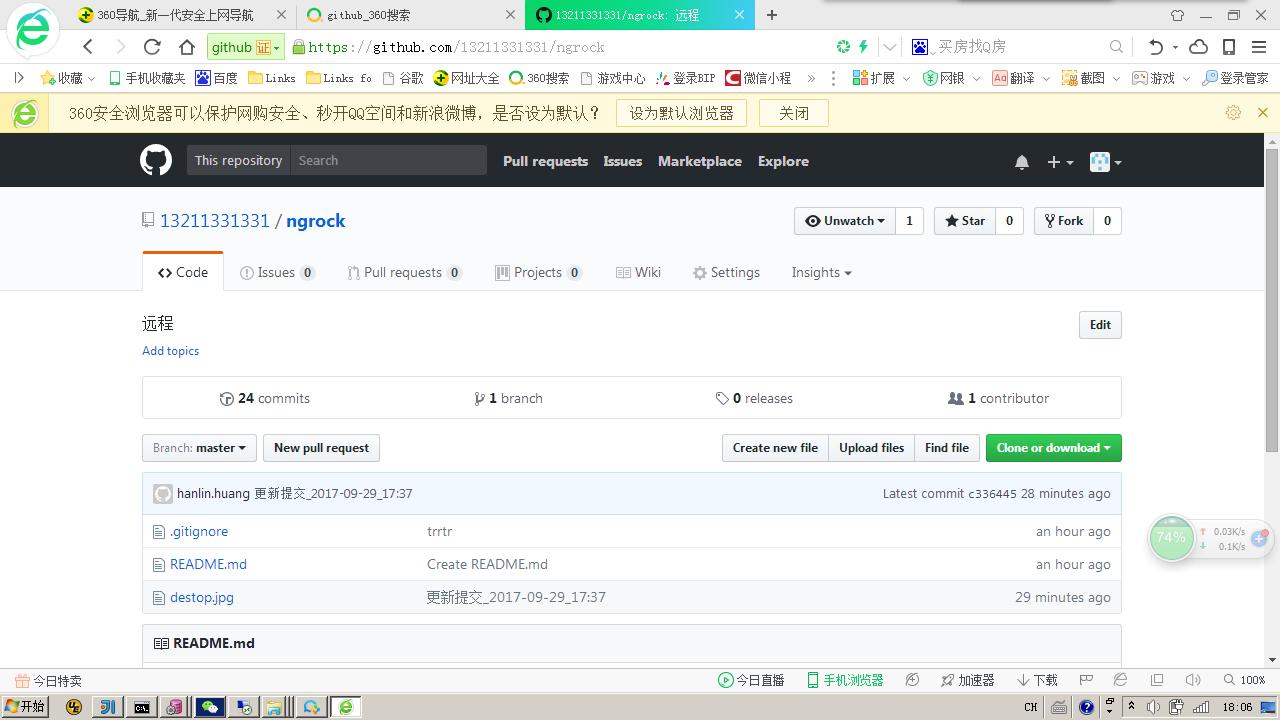 360导航_新一代安全上网导航 github_360搜索 13211331331/ngrock: 远程
github 证 https://github.com/13211331331/ngrock 买房找Q房
收藏 手机收藏夹 百度 Links Links fo 谷歌 网址大全 360搜索 游戏中心 登录BIP 微信小程 » 扩展 网银 Aa 翻译 截图 游戏 登录管家
360安全浏览器可以保护网购安全、秒开QQ空间和新浪微博，是否设为默认？ 设为默认浏览器 关闭
This repository Search Pull requests Issues Marketplace Explore
13211331331 / ngrock Unwatch 1 Star 0 Fork 0
Code Issues 0 Pull requests 0 Projects 0 Wiki Settings Insights
远程 Edit
Add topics
24 commits 1 branch 0 releases 1 contributor
Branch: master New pull request Create new file Upload files Find file Clone or download
hanlin.huang 更新提交_2017-09-29_17:37 Latest commit c336445 28 minutes ago
.gitignore trrtr an hour ago
74% 0.03K/s
0.1K/s
README.md Create README.md an hour ago
destop.jpg 更新提交_2017-09-29_17:37 29 minutes ago
README.md
今日特卖 今日直播 手机浏览器 加速器 下载 100%
开始 UE CH 18:06